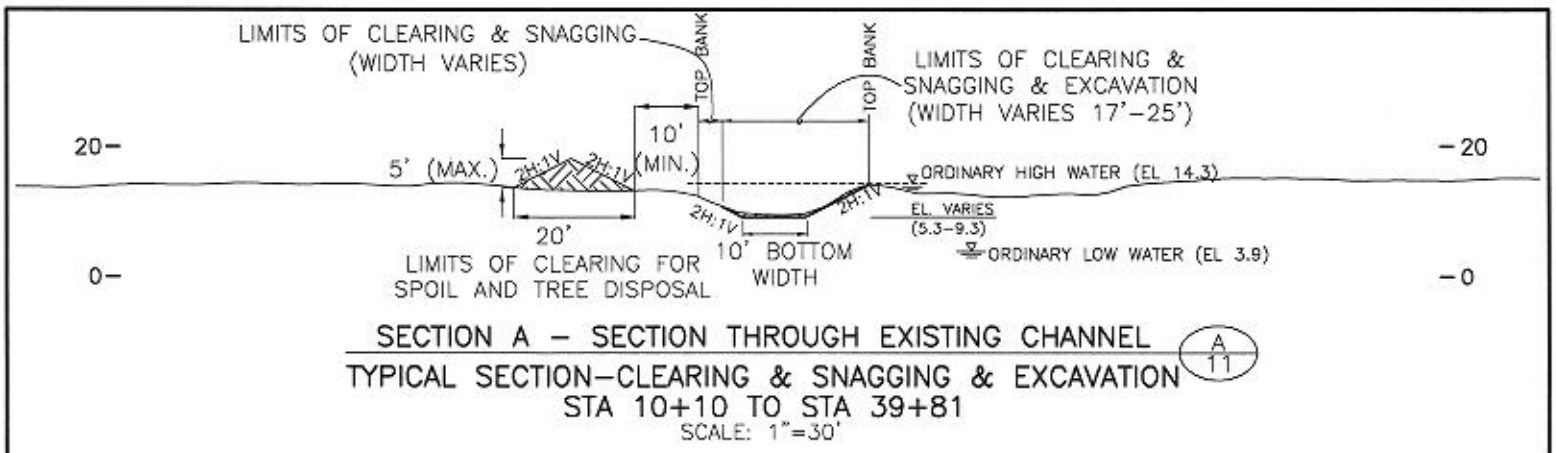 LIMITS OF CLEARING & SNAGGING
(WIDTH VARIES)
TOP BANK
TOP BANK
LIMITS OF CLEARING &
SNAGGING & EXCAVATION
(WIDTH VARIES 17'-25')
20-
-20
10'
(MIN.)
5' (MAX.)
2H:1V
2H:1V
ORDINARY HIGH WATER (EL 14.3)
2H:1V
2H:1V
EL. VARIES
(5.3-9.3)
20'
10' BOTTOM
WIDTH
ORDINARY LOW WATER (EL 3.9)
LIMITS OF CLEARING FOR
SPOIL AND TREE DISPOSAL
0-
-0
SECTION A - SECTION THROUGH EXISTING CHANNEL
A
11
TYPICAL SECTION-CLEARING & SNAGGING & EXCAVATION
STA 10+10 TO STA 39+81
SCALE: 1"=30'